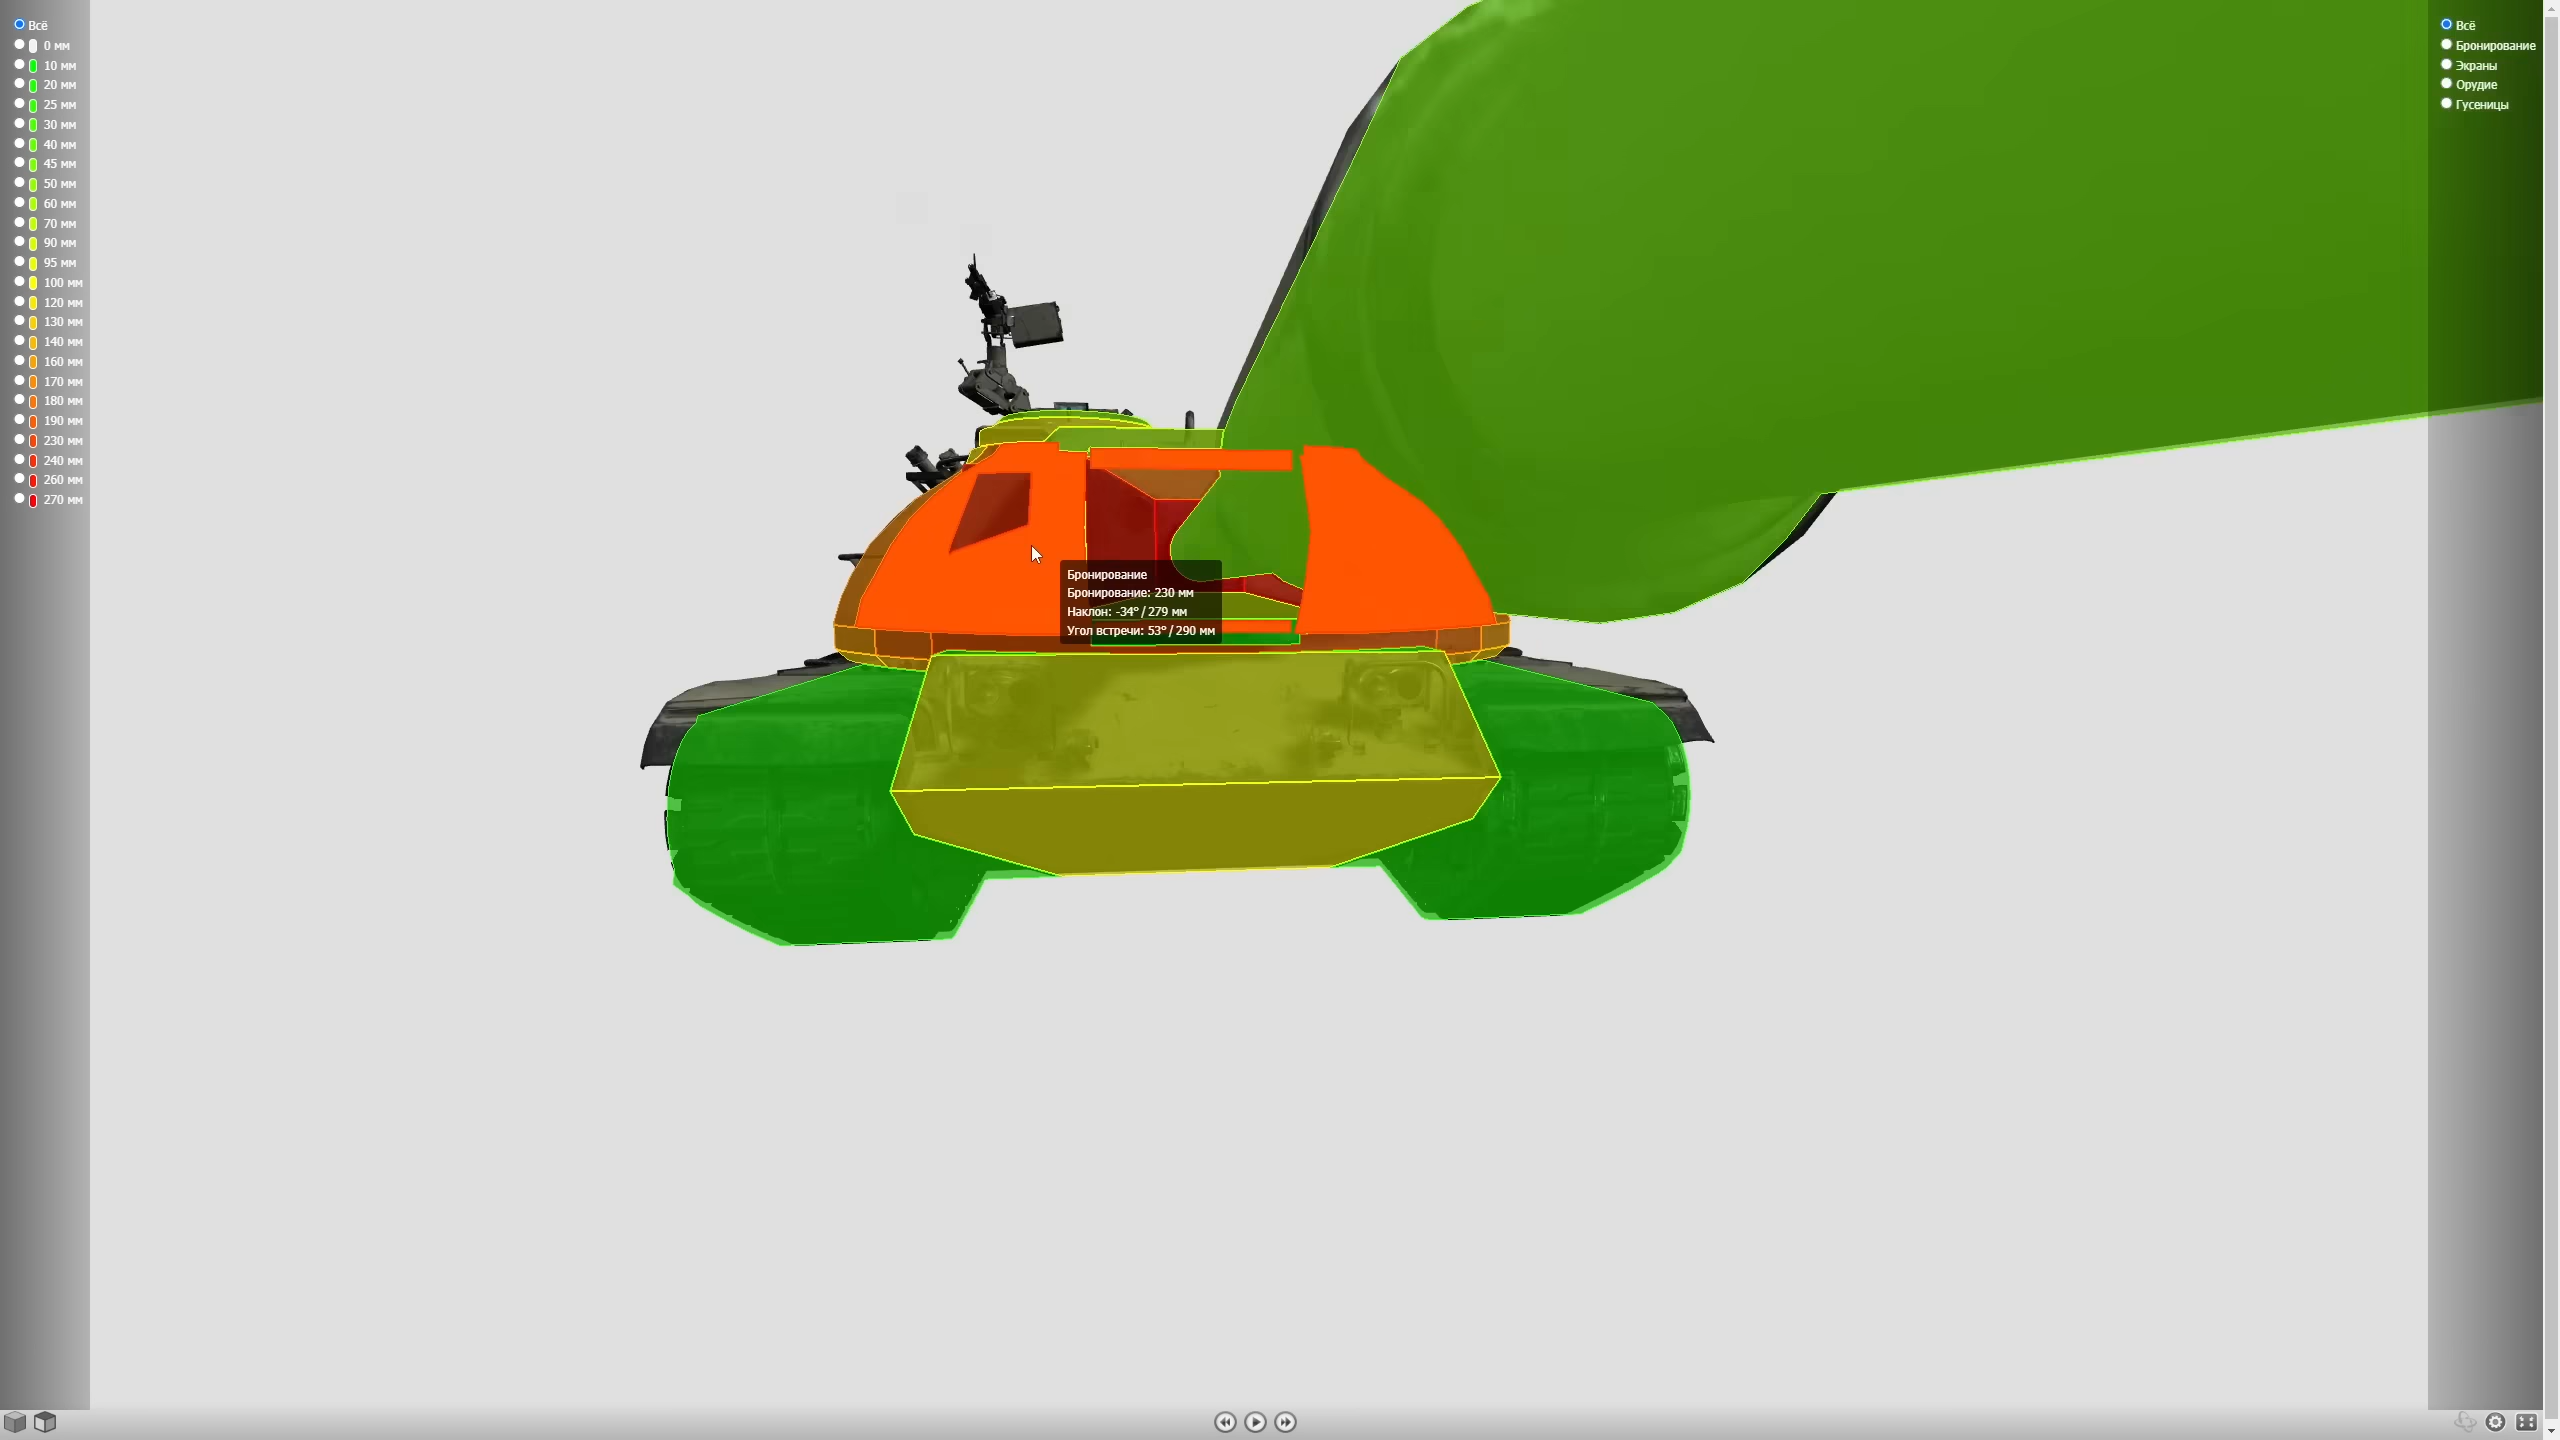 Всё
0 мм
10 мм
20 мм
25 мм
30 мм
40 мм
45 мм
50 мм
60 мм
70 мм
90 мм
95 мм
100 мм
120 мм
130 мм
140 мм
160 мм
170 мм
180 мм
190 мм
230 мм
240 мм
260 мм
270 мм
Бронирование
Бронирование: 230 мм
Наклон: -34° / 279 мм
Угол встречи: 53° / 290 мм
Всё
Бронирование
Экраны
Орудие
Гусеницы